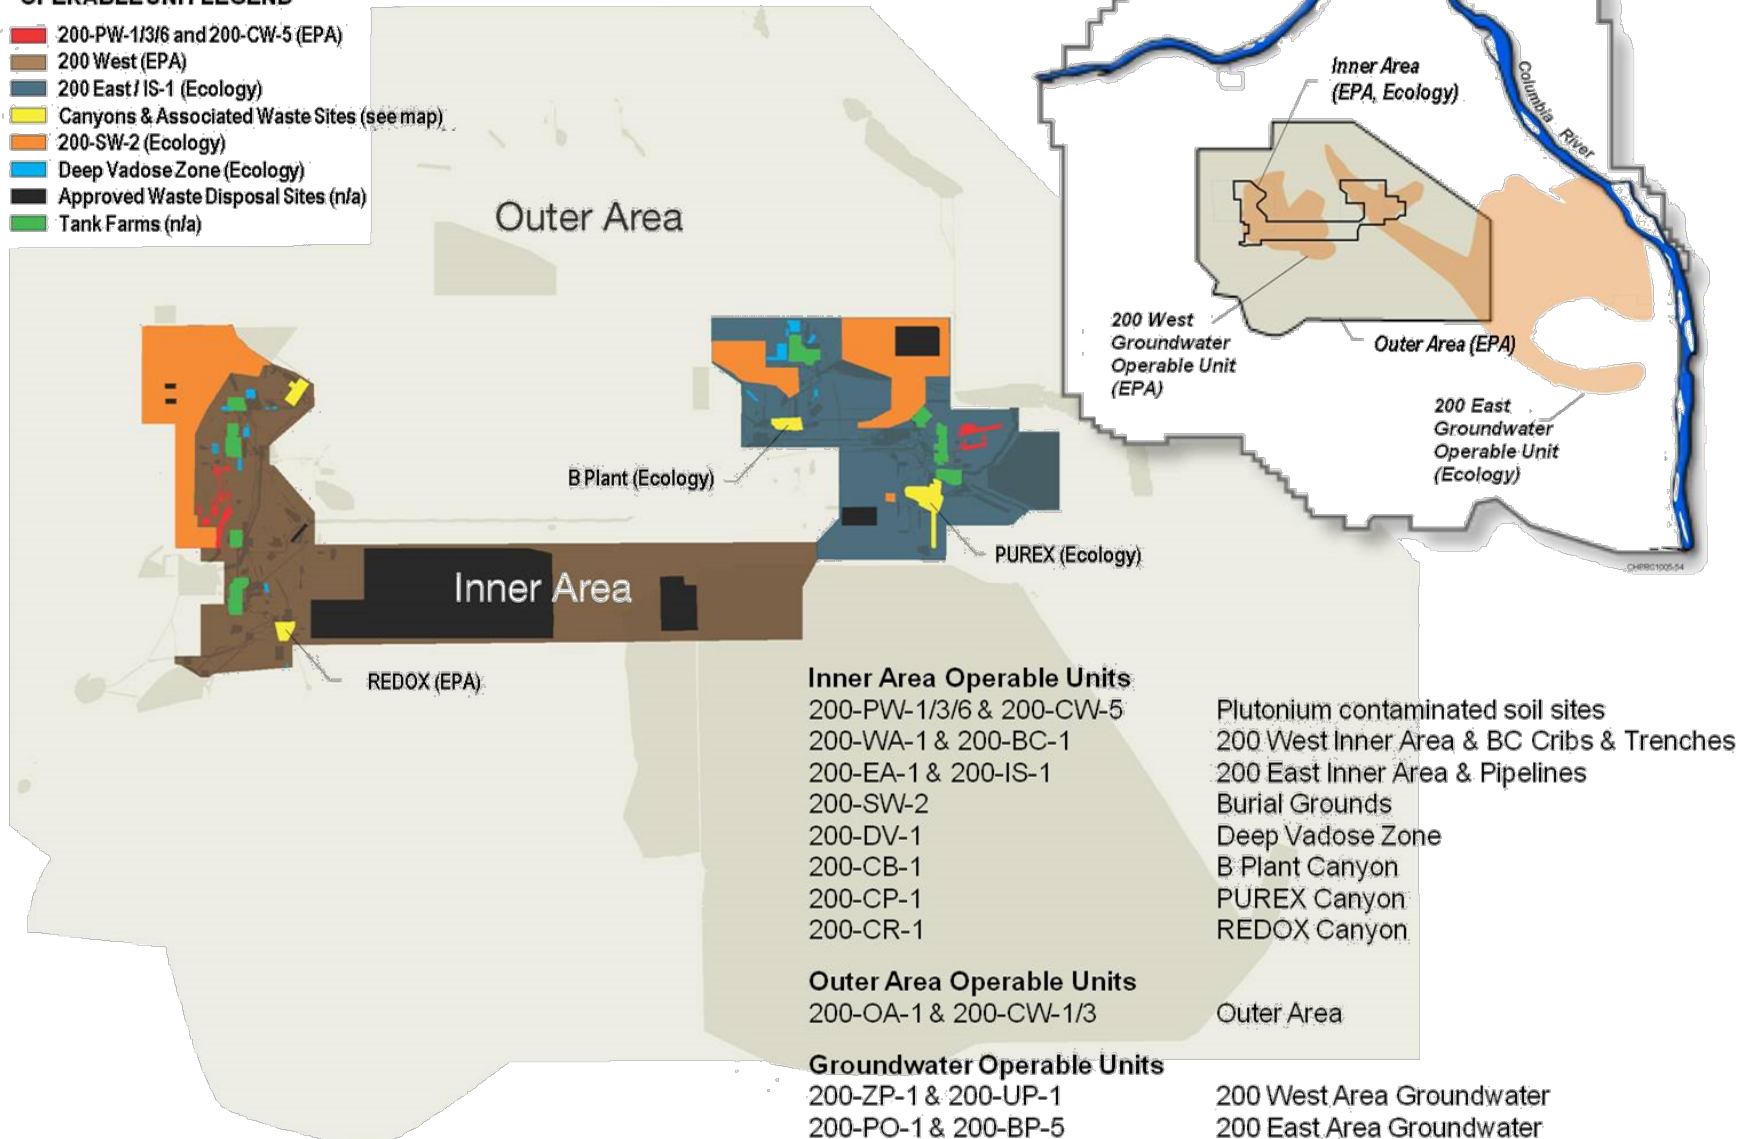 OPERABLE UNIT LEGEND
200-PW-1/3/6 and 200-CW-5 (EPA)
200 West (EPA)
200 East / IS-1 (Ecology)
Canyons & Associated Waste Sites (see map)
200-SW-2 (Ecology)
Deep Vadose Zone (Ecology)
Approved Waste Disposal Sites (n/a)
Tank Farms (n/a)
Outer Area
Inner Area
(EPA, Ecology)
Columbia River
200 West
Groundwater
Operable Unit
(EPA)
Outer Area (EPA)
200 East
Groundwater
Operable Unit
(Ecology)
CHPRC1005-54
B Plant (Ecology)
PUREX (Ecology)
Inner Area
REDOX (EPA)
Inner Area Operable Units
200-PW-1/3/6 & 200-CW-5 Plutonium contaminated soil sites
200-WA-1 & 200-BC-1 200 West Inner Area & BC Cribs & Trenches
200-EA-1 & 200-IS-1 200 East Inner Area & Pipelines
200-SW-2 Burial Grounds
200-DV-1 Deep Vadose Zone
200-CB-1 B Plant Canyon
200-CP-1 PUREX Canyon
200-CR-1 REDOX Canyon
Outer Area Operable Units
200-OA-1 & 200-CW-1/3 Outer Area
Groundwater Operable Units
200-ZP-1 & 200-UP-1 200 West Area Groundwater
200-PO-1 & 200-BP-5 200 East Area Groundwater